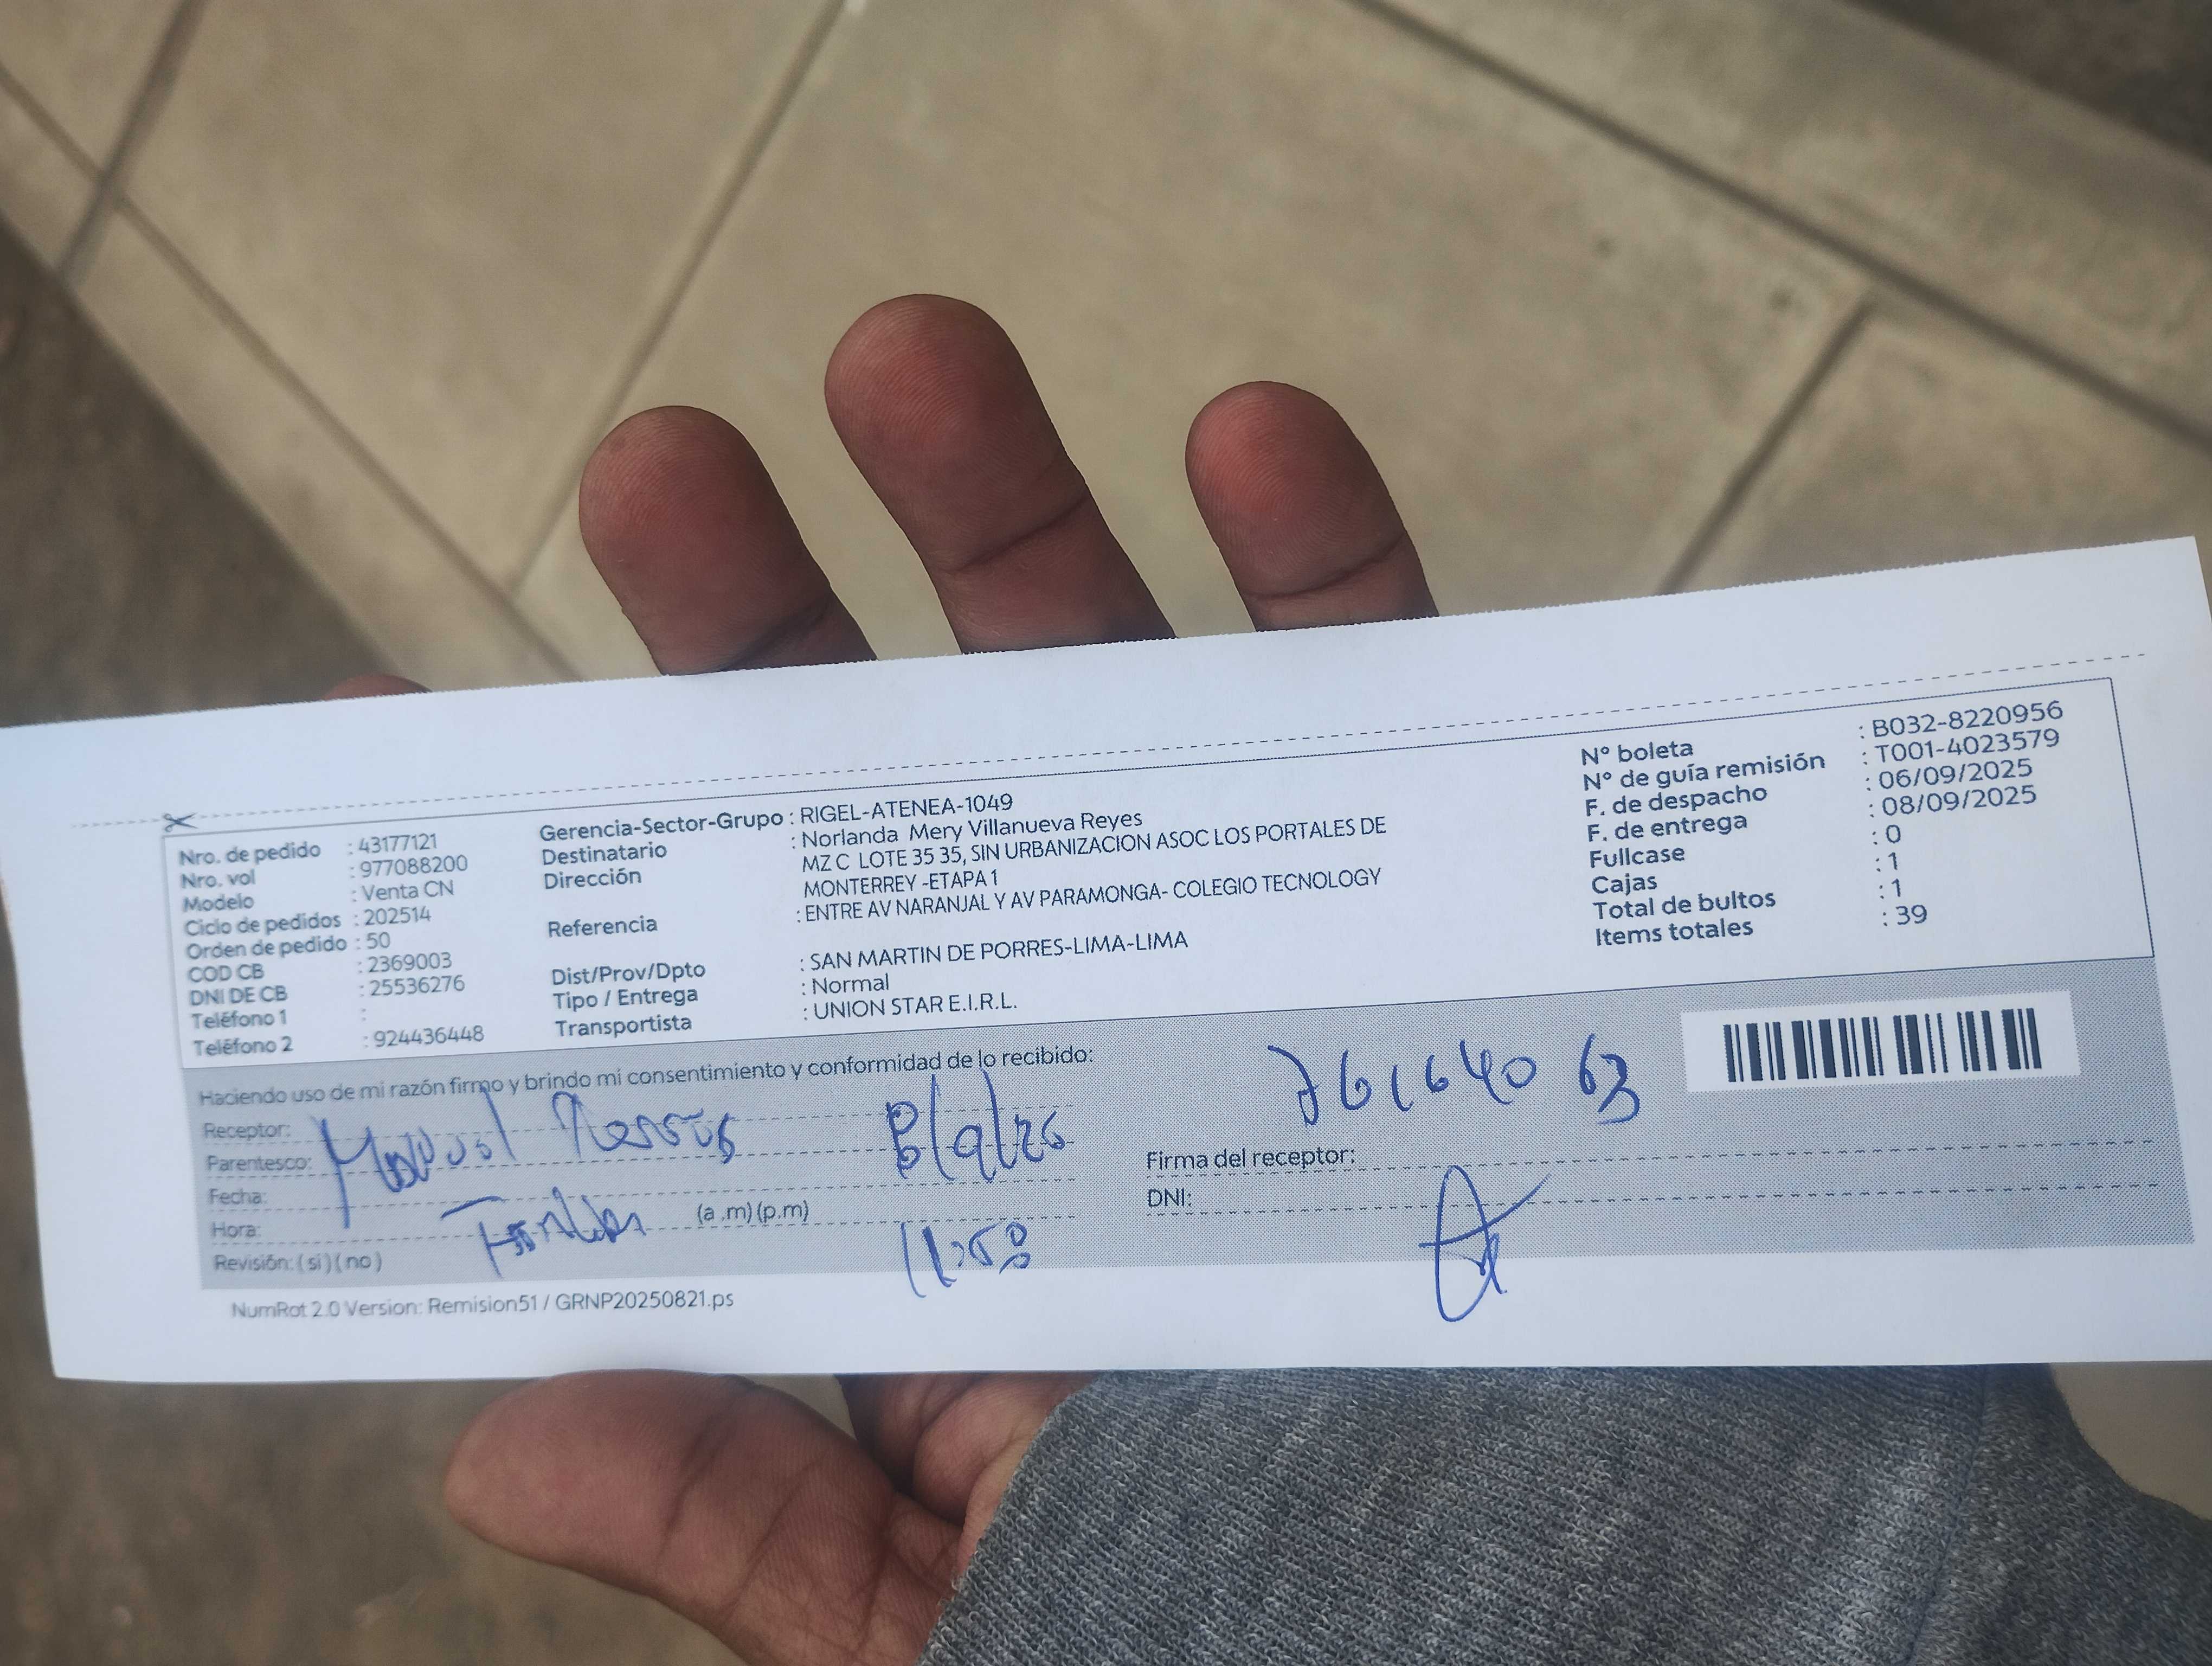 Nro. de pedido : 43177121
Nro. vol : 977088200
Modelo : Venta CN
Ciclo de pedidos : 202514
Orden de pedido : 50
COD CB : 2369003
DNI DE CB : 25536276
Teléfono 1 :
Teléfono 2 : 924436448
Gerencia-Sector-Grupo : RIGEL-ATENEA-1049
Destinatario : Norlanda Mery Villanueva Reyes
Dirección MZ C LOTE 35 35, SIN URBANIZACION ASOC LOS PORTALES DE
MONTERREY -ETAPA 1
Referencia : ENTRE AV NARANJAL Y AV PARAMONGA- COLEGIO TECNOLOGY
Dist/Prov/Dpto : SAN MARTIN DE PORRES-LIMA-LIMA
Tipo / Entrega : Normal
Transportista : UNION STAR E.I.R.L.
N° boleta : B032-8220956
N° de guía remisión : T001-4023579
F. de despacho : 06/09/2025
F. de entrega : 08/09/2025
Fullcase : 0
Cajas : 1
Total de bultos : 1
Items totales : 39
Haciendo uso de mi razón firmo y brindo mi consentimiento y conformidad de lo recibido:
Receptor:
Parentesco:
Fecha:
Hora: (a .m) (p.m)
Revisión: ( si ) ( no )
76164063
Firma del receptor:
DNI:
NumRot 2.0 Version: Remision51 / GRNP20250821.ps